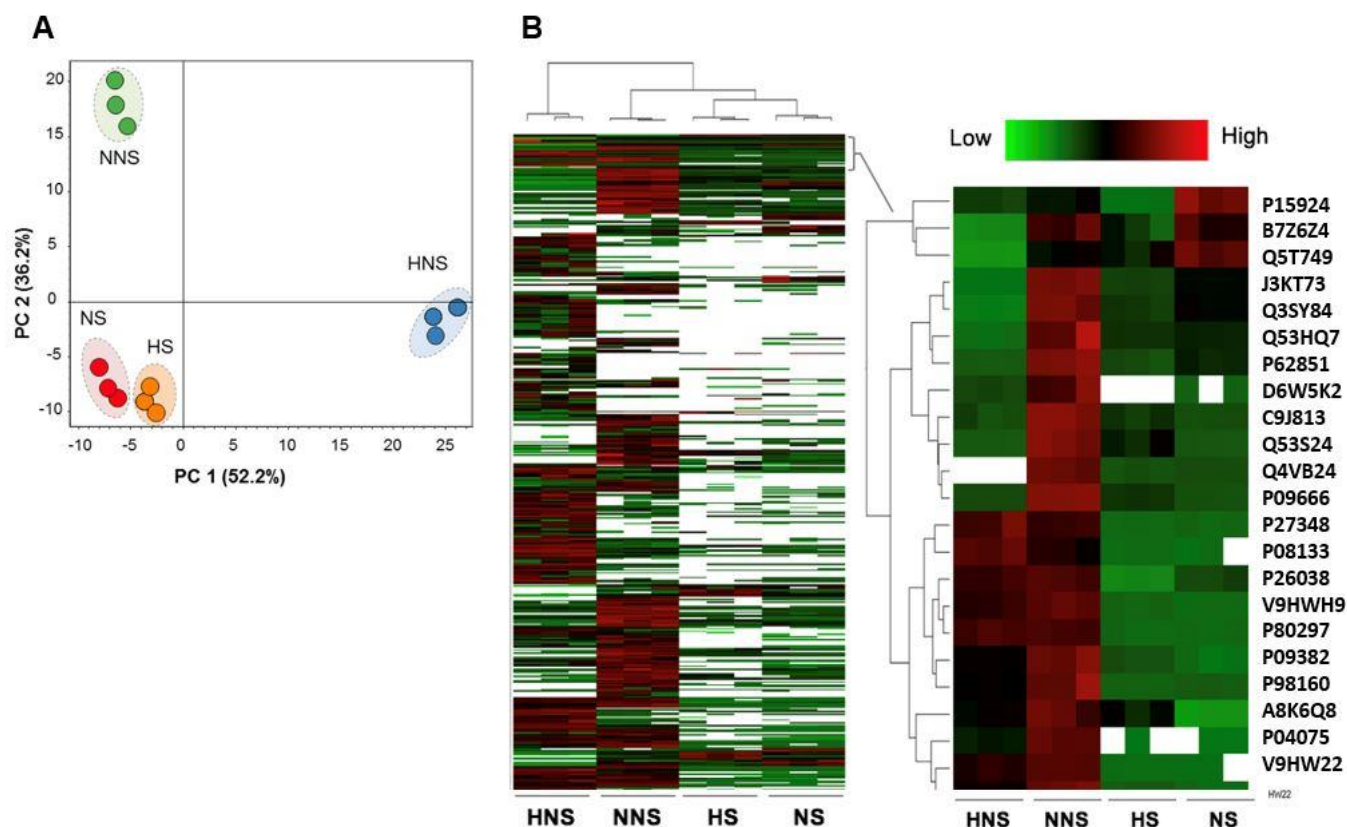 A
20
15
10
5
0
-5
-10
NNS
HNS
NS
HS
-10
-5
0
5
10
15
20
25
PC 1 (52.2%)
PC 2 (36.2%)
B
Low
High
P15924
B7Z6Z4
Q5T749
J3KT73
Q3SY84
Q53HQ7
P62851
D6W5K2
C9J813
Q53S24
Q4VB24
P09666
P27348
P08133
P26038
V9HWH9
P80297
P09382
P98160
A8K6Q8
P04075
V9HW22
HW22
HNS
NNS
HS
NS
HNS
NNS
HS
NS